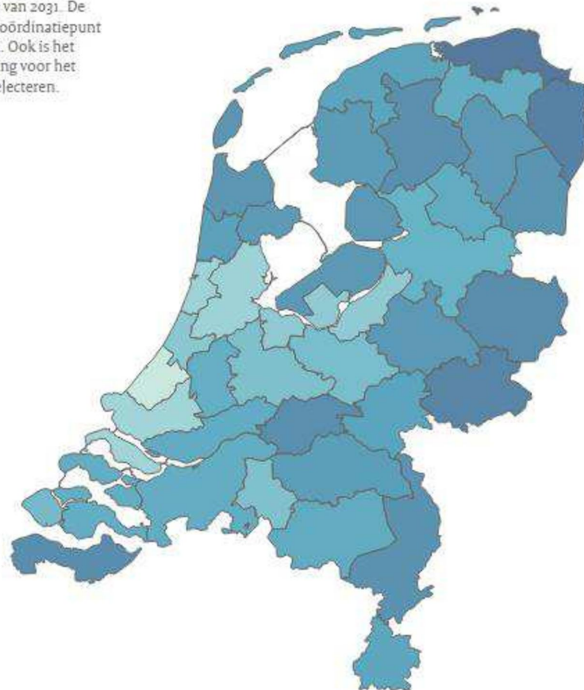 van 2031. De
oördinatiepunt
. Ook is het
ng voor het
electeren.